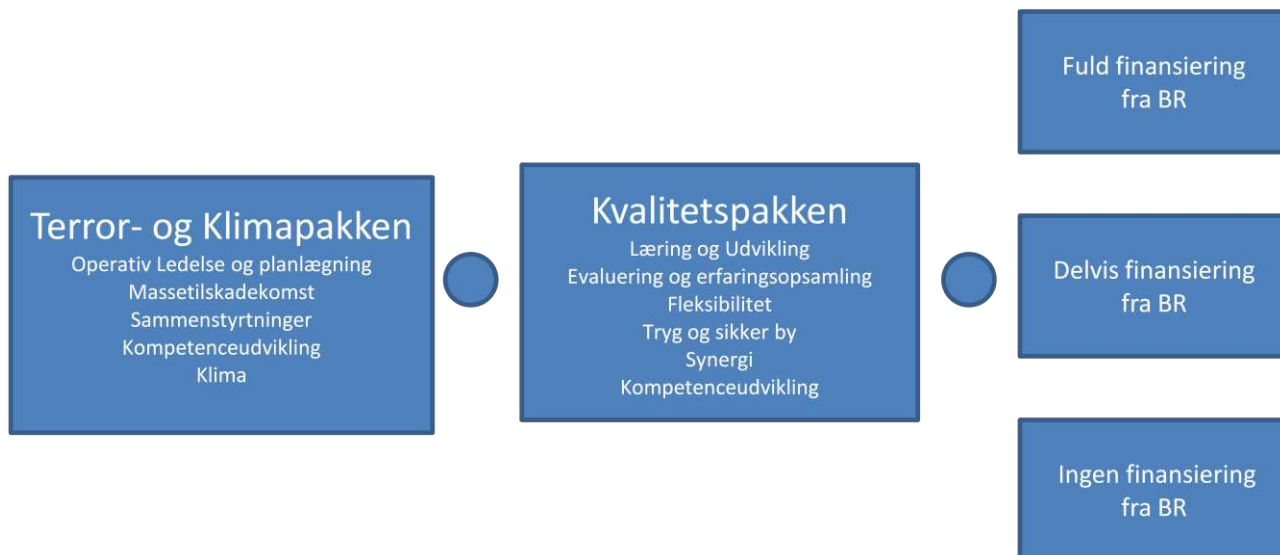 Terror- og Klimapakken
Operativ Ledelse og planlægning
Massetilskadekomst
Sammenstyrtninger
Kompetenceudvikling
Klima
Kvalitetspakken
Læring og Udvikling
Evaluering og erfaringsopsamling
Fleksibilitet
Tryg og sikker by
Synergi
Kompetenceudvikling
Fuld finansiering
fra BR
Delvis finansiering
fra BR
Ingen finansiering
fra BR